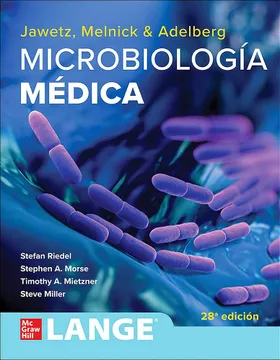 Jawetz, Melnick & Adelberg
MICROBIOLOGÍA
MÉDICA
Stefan Riedel
Stephen A. Morse
Timothy A. Mietzner
Steve Miller
28ª edición
Mc
Graw
Hill
LANGE®